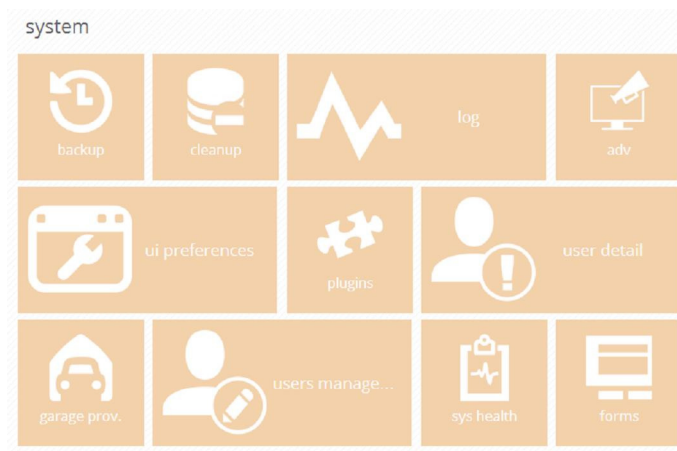 system
backup
cleanup
log
adv
ui preferences
plugins
user detail
garage prov.
users manage...
sys health
forms